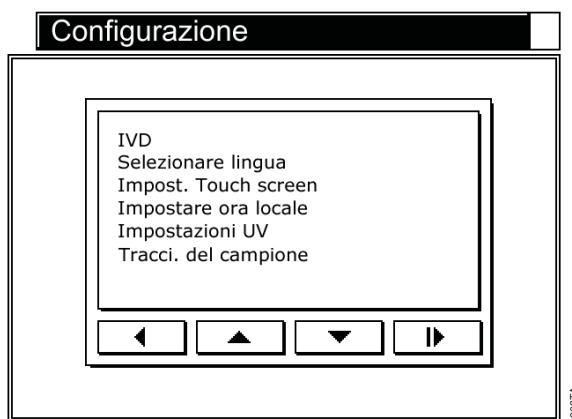 Configurazione
IVD
Selezionare lingua
Impost. Touch screen
Impostare ora locale
Impostazioni UV
Tracci. del campione